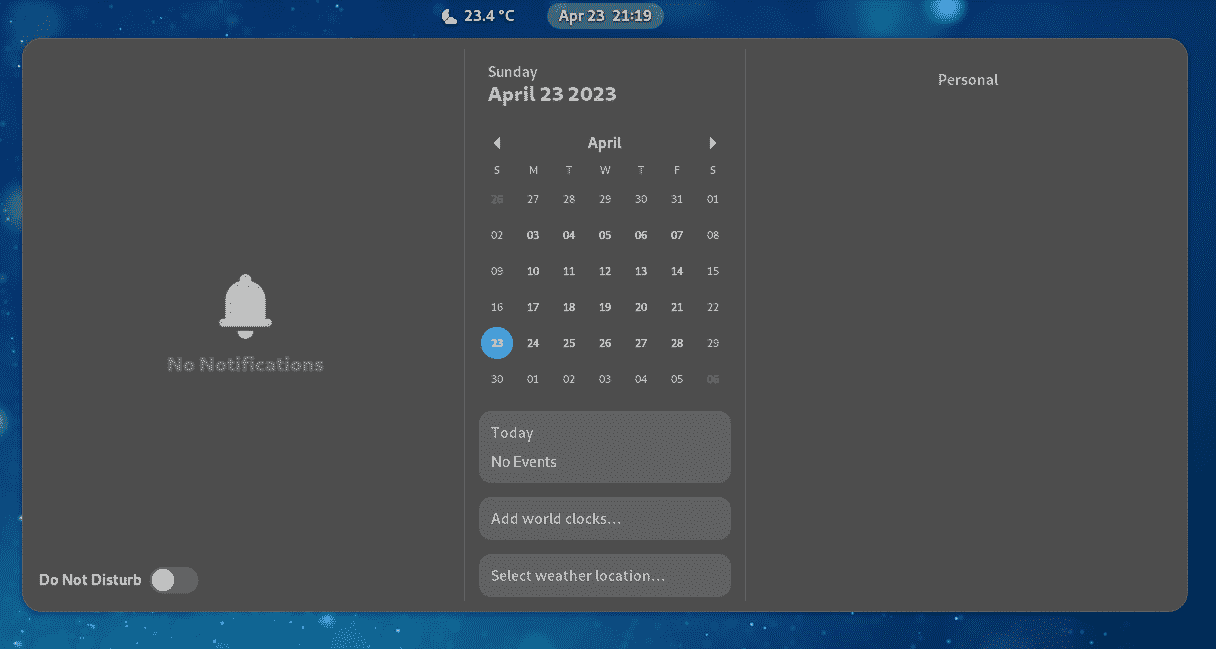 23.4 °C
Apr 23 21:19
No Notifications
Do Not Disturb
Sunday
April 23 2023
April
S M T W T F S
26 27 28 29 30 31 01
02 03 04 05 06 07 08
09 10 11 12 13 14 15
16 17 18 19 20 21 22
23 24 25 26 27 28 29
30 01 02 03 04 05 06
Today
No Events
Add world clocks...
Select weather location...
Personal